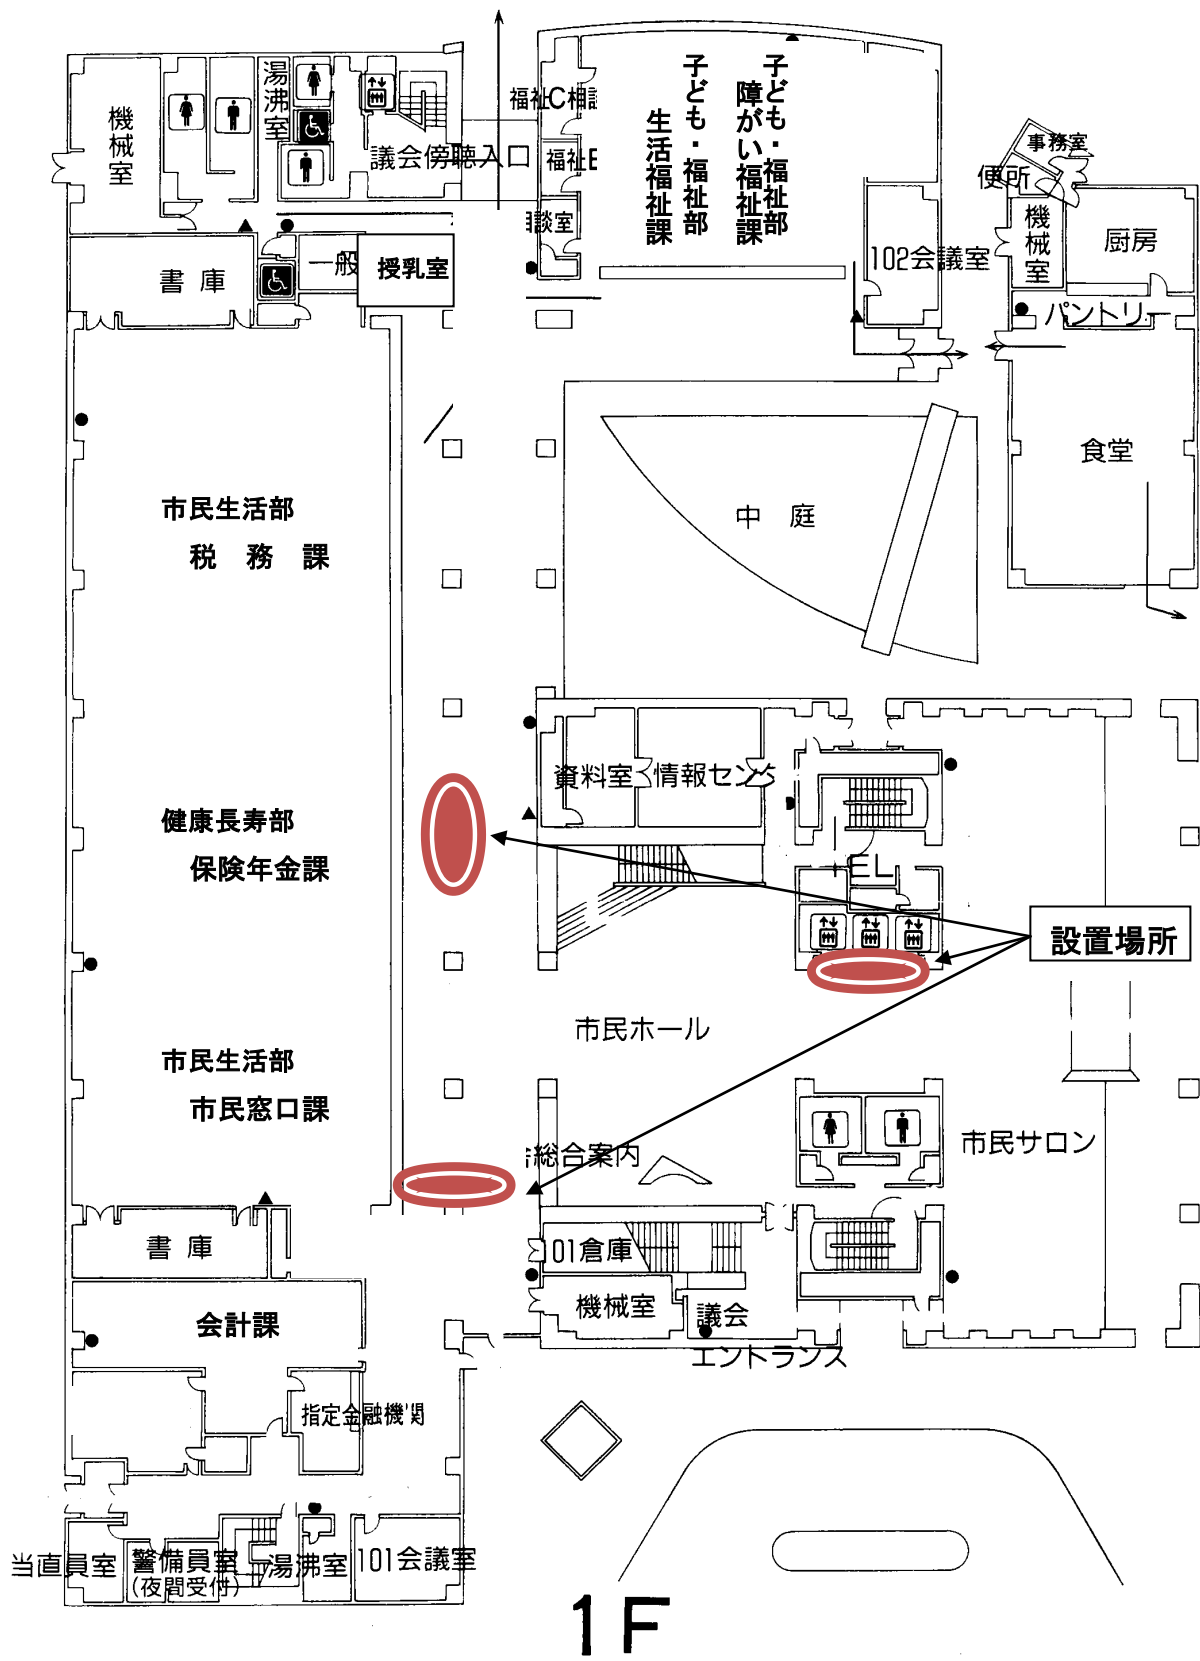 湯沸室
機械室
福祉C相談
議会傍聴入口
福祉B
相談室
子ども・福祉部
障がい福祉課
子ども・福祉部
生活福祉課
事務室
便所
機械室
厨房
102会議室
書庫
一般
授乳室
パントリー
食堂
中庭
市民生活部
税務課
資料室
情報センタ
健康長寿部
保険年金課
EL
設置場所
市民ホール
市民生活部
市民窓口課
総合案内
市民サロン
書庫
101倉庫
機械室
議会
エントランス
会計課
指定金融機関
当直員室
警備員室
(夜間受付)
湯沸室
101会議室
1F